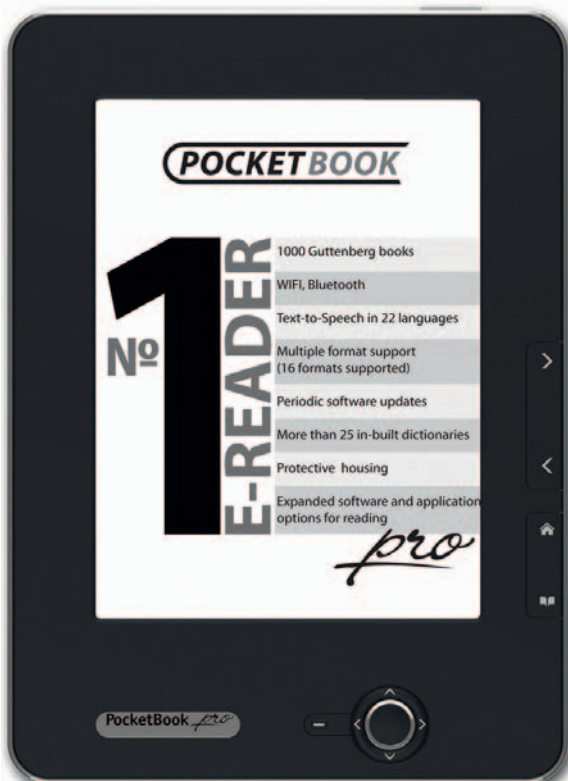 POCKETBOOK
№1
E-READER
1000 Guttenberg books
WIFI, Bluetooth
Text-to-Speech in 22 languages
Multiple format support
(16 formats supported)
Periodic software updates
More than 25 in-built dictionaries
Protective housing
Expanded software and application
options for reading
pro
PocketBook pro